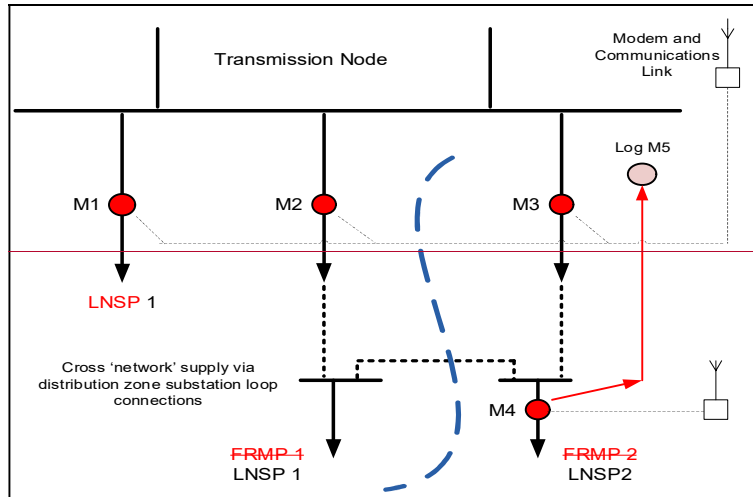 Transmission Node
Modem and
Communications
Link
Log M5
M1
M2
M3
LNSP 1
Cross ‘network’ supply via
distribution zone substation loop
connections
M4
FRMP 1
LNSP 1
FRMP 2
LNSP2